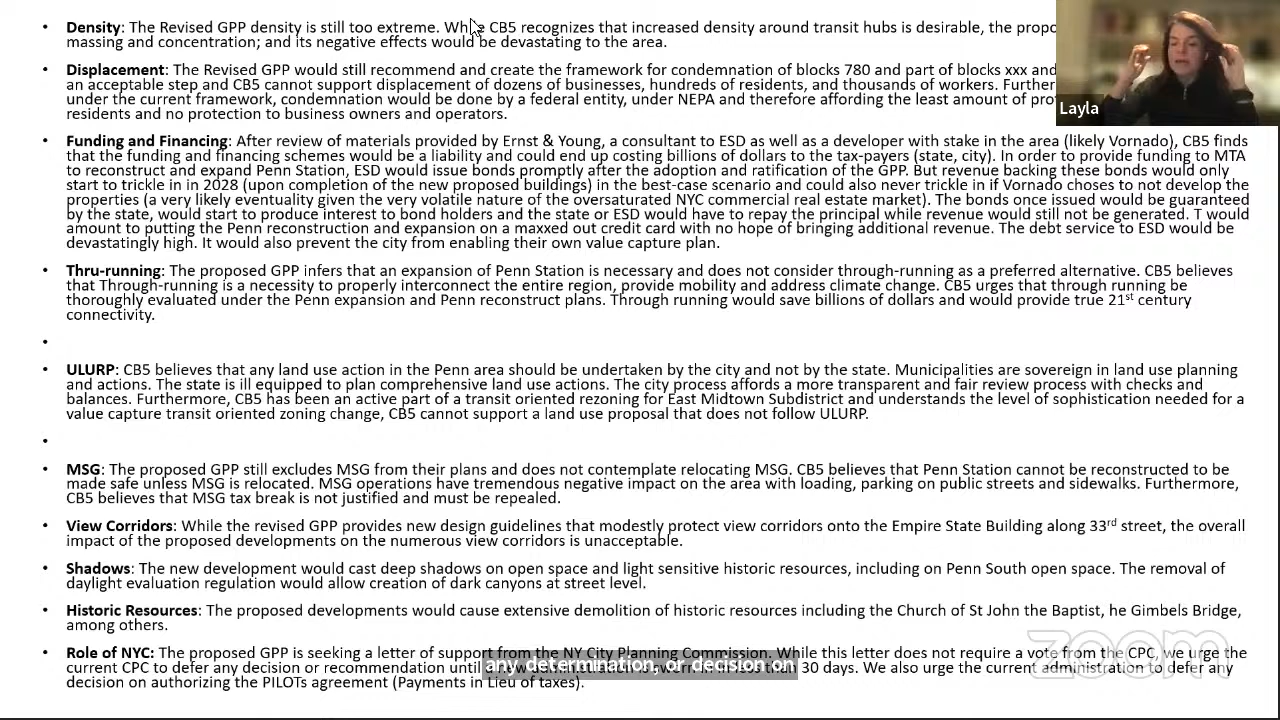 • Density: The Revised GPP density is still too extreme. While CB5 recognizes that increased density around transit hubs is desirable, the propo
massing and concentration; and its negative effects would be devastating to the area.
• Displacement: The Revised GPP would still recommend and create the framework for condemnation of blocks 780 and part of blocks xxx and
an acceptable step and CB5 cannot support displacement of dozens of businesses, hundreds of residents, and thousands of workers. Further
under the current framework, condemnation would be done by a federal entity, under NEPA and therefore affording the least amount of pro
residents and no protection to business owners and operators.
Layla
• Funding and Financing: After review of materials provided by Ernst & Young, a consultant to ESD as well as a developer with stake in the area (likely Vornado), CB5 finds
that the funding and financing schemes would be a liability and could end up costing billions of dollars to the tax-payers (state, city). In order to provide funding to MTA
to reconstruct and expand Penn Station, ESD would issue bonds promptly after the adoption and ratification of the GPP. But revenue backing these bonds would only
start to trickle in in 2028 (upon completion of the new proposed buildings) in the best-case scenario and could also never trickle in if Vornado choses to not develop the
properties (a very likely eventuality given the very volatile nature of the oversaturated NYC commercial real estate market). The bonds once issued would be guaranteed
by the state, would start to produce interest to bond holders and the state or ESD would have to repay the principal while revenue would still not be generated. T would
amount to putting the Penn reconstruction and expansion on a maxxed out credit card with no hope of bringing additional revenue. The debt service to ESD would be
devastatingly high. It would also prevent the city from enabling their own value capture plan.
• Thru-running: The proposed GPP infers that an expansion of Penn Station is necessary and does not consider through-running as a preferred alternative. CB5 believes
that Through-running is a necessity to properly interconnect the entire region, provide mobility and address climate change. CB5 urges that through running be
thoroughly evaluated under the Penn expansion and Penn reconstruct plans. Through running would save billions of dollars and would provide true 21st century
connectivity.
•
• ULURP: CB5 believes that any land use action in the Penn area should be undertaken by the city and not by the state. Municipalities are sovereign in land use planning
and actions. The state is ill equipped to plan comprehensive land use actions. The city process affords a more transparent and fair review process with checks and
balances. Furthermore, CB5 has been an active part of a transit oriented rezoning for East Midtown Subdistrict and understands the level of sophistication needed for a
value capture transit oriented zoning change, CB5 cannot support a land use proposal that does not follow ULURP.
•
• MSG: The proposed GPP still excludes MSG from their plans and does not contemplate relocating MSG. CB5 believes that Penn Station cannot be reconstructed to be
made safe unless MSG is relocated. MSG operations have tremendous negative impact on the area with loading, parking on public streets and sidewalks. Furthermore,
CB5 believes that MSG tax break is not justified and must be repealed.
• View Corridors: While the revised GPP provides new design guidelines that modestly protect view corridors onto the Empire State Building along 33rd street, the overall
impact of the proposed developments on the numerous view corridors is unacceptable.
• Shadows: The new development would cast deep shadows on open space and light sensitive historic resources, including on Penn South open space. The removal of
daylight evaluation regulation would allow creation of dark canyons at street level.
• Historic Resources: The proposed developments would cause extensive demolition of historic resources including the Church of St John the Baptist, he Gimbels Bridge,
among others.
• Role of NYC: The proposed GPP is seeking a letter of support from the NY City Planning Commission. While this letter does not require a vote from the CPC, we urge the
current CPC to defer any decision or recommendation until 30 days. We also urge the current administration to defer any
decision on authorizing the PILOTs agreement (Payments in Lieu of taxes).
any determination, or decision on
zoom